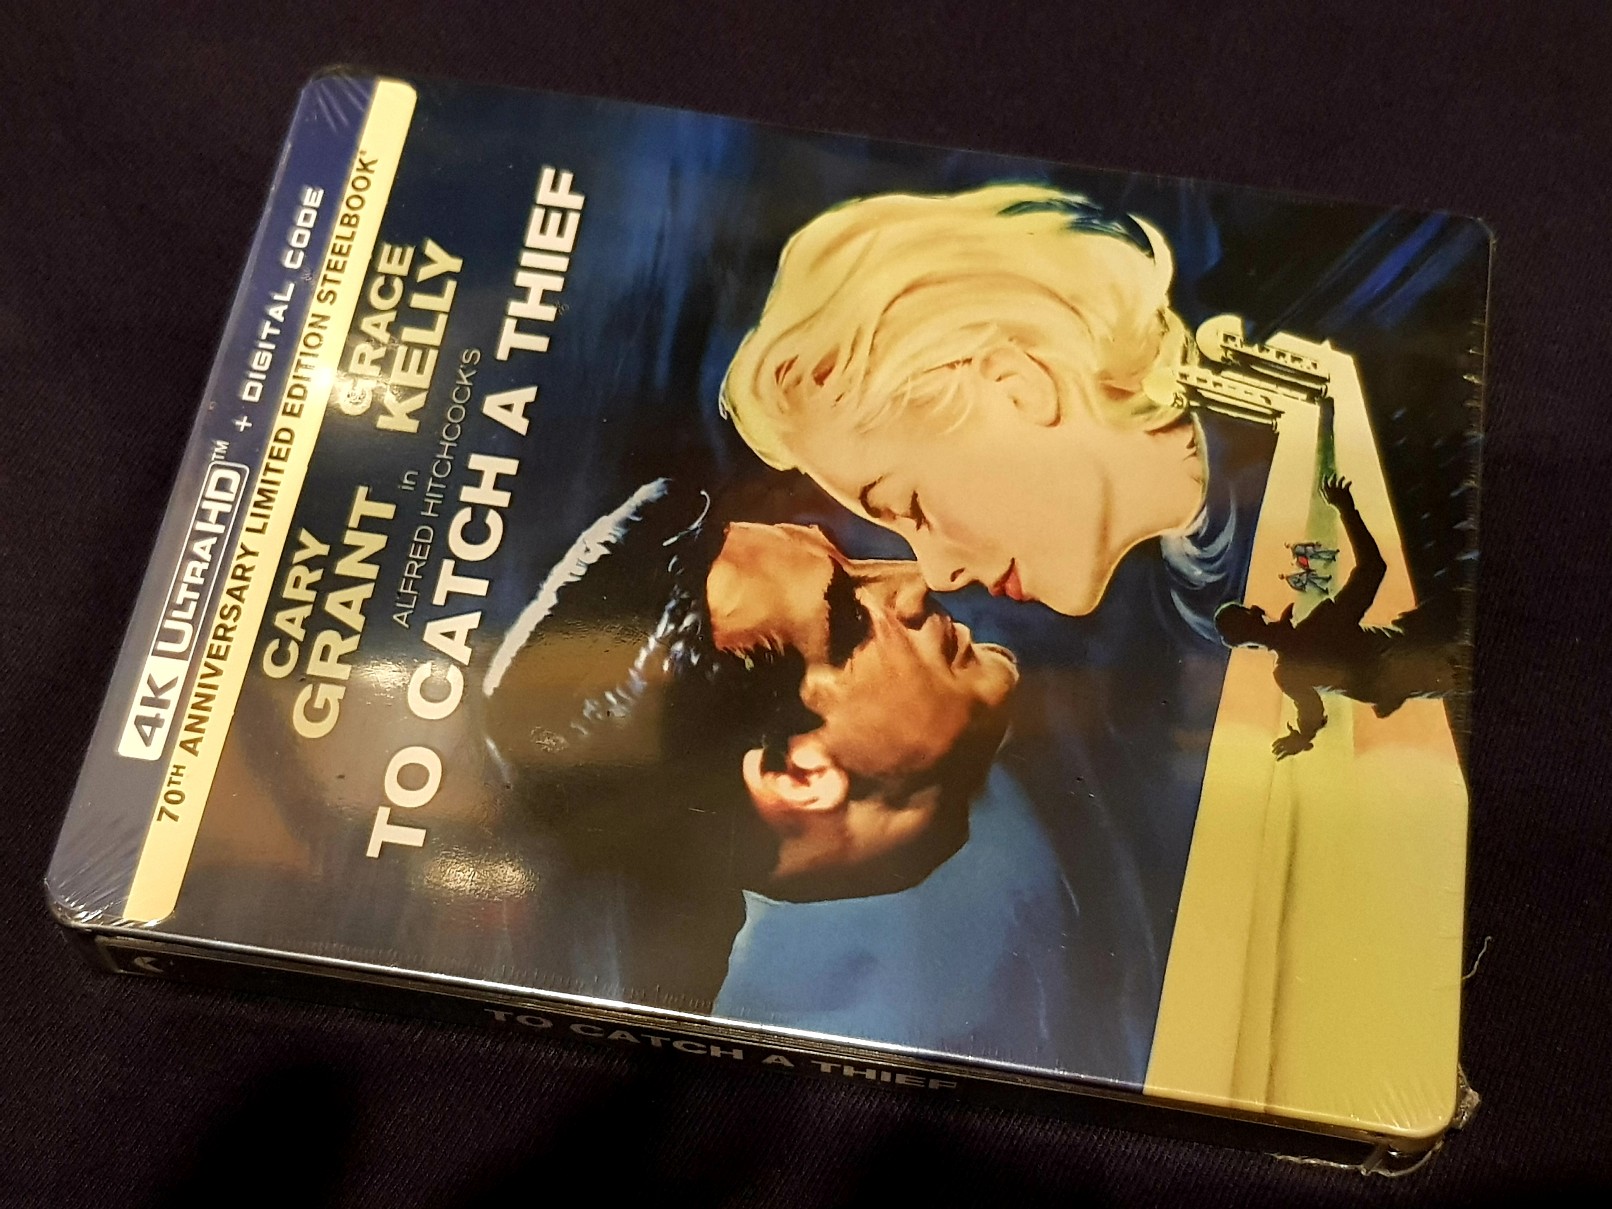 4K ULTRAHD™ + DIGITAL CODE
70TH ANNIVERSARY LIMITED EDITION STEELBOOK®
CARY GRACE
GRANT KELLY
in
ALFRED HITCHCOCK'S
TO CATCH A THIEF
TO CATCH A THIEF